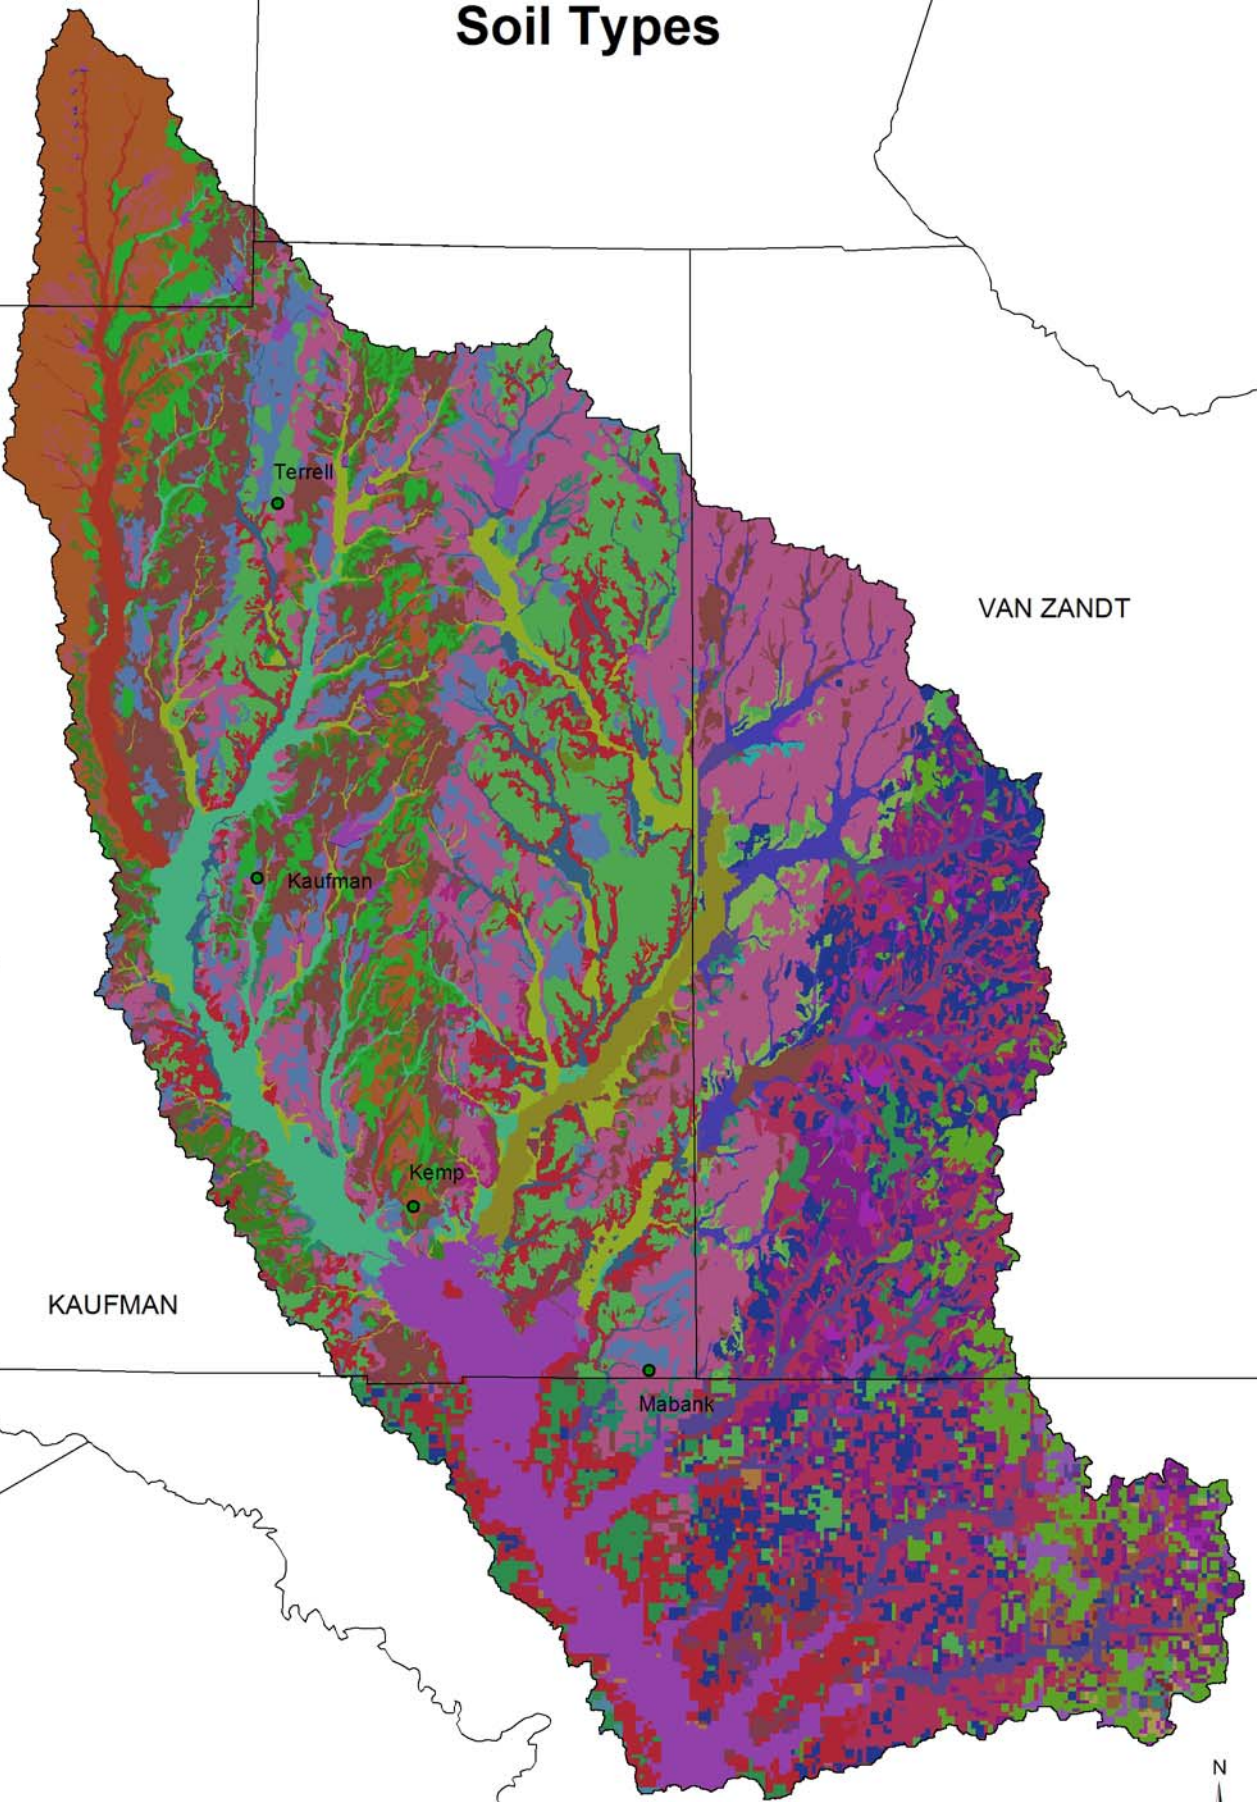 Soil Types
Terrell
VAN ZANDT
Kaufman
Kemp
KAUFMAN
Mabank
N